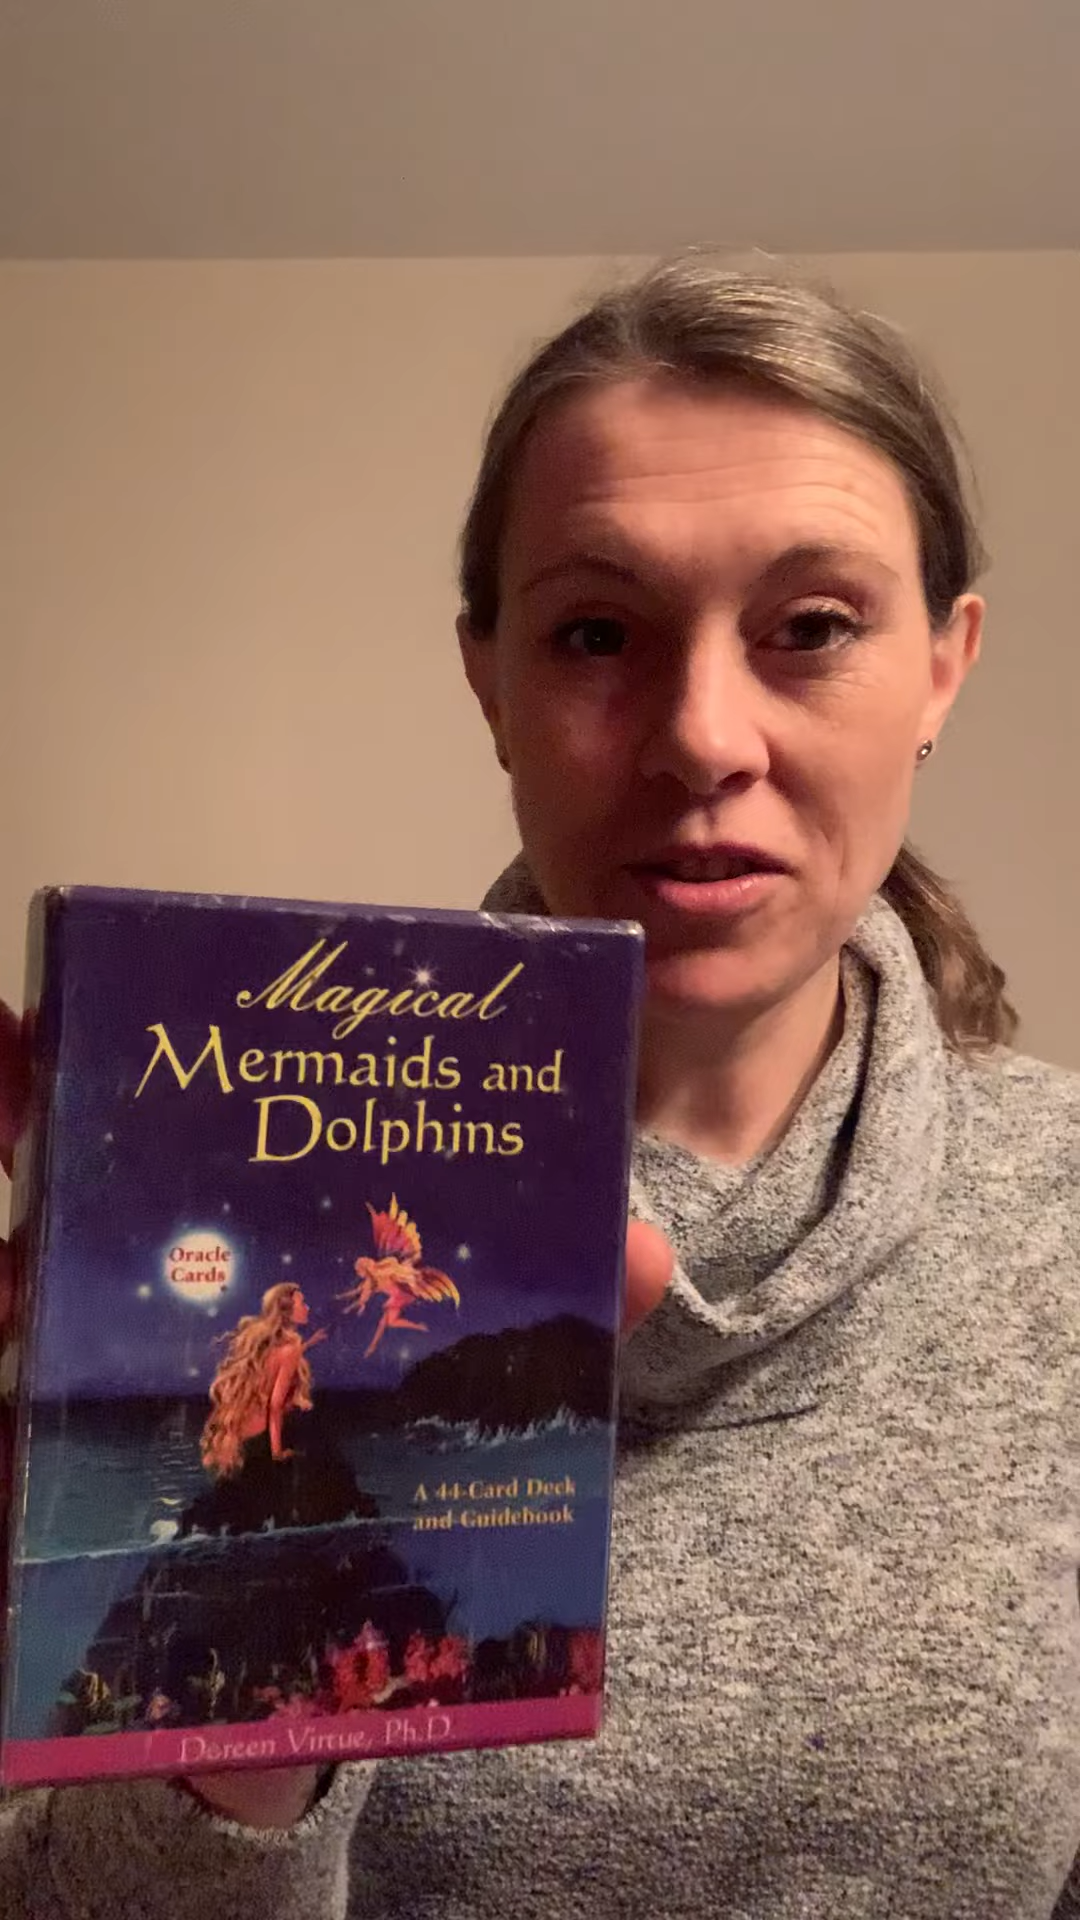 Magical
Mermaids and
Dolphins
Oracle
Cards
A 44-Card Deck
and Guidebook
Doreen Virtue, Ph.D.